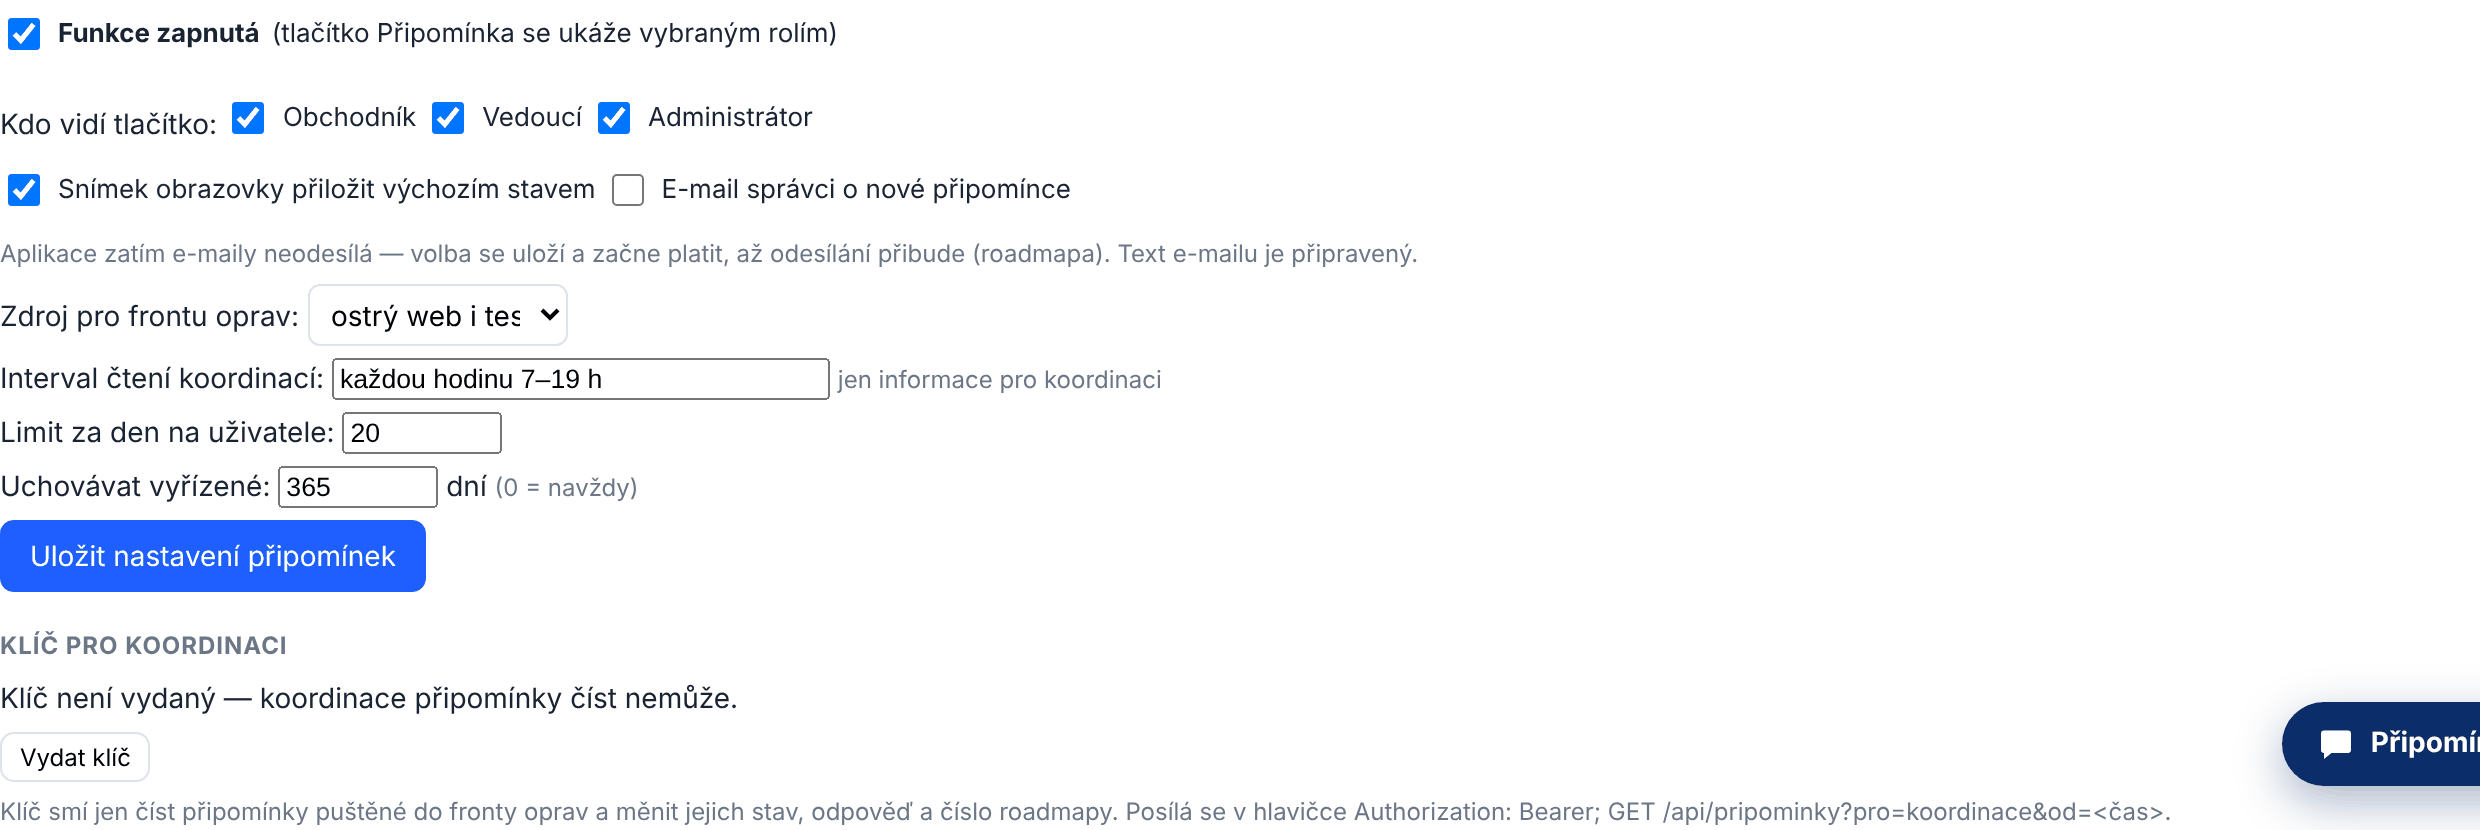 Funkce zapnutá (tlačítko Připomínka se ukáže vybraným rolím)
Kdo vidí tlačítko: Obchodník Vedoucí Administrátor
Snímek obrazovky přiložit výchozím stavem E-mail správci o nové připomínce
Aplikace zatím e-maily neodesílá — volba se uloží a začne platit, až odesílání přibude (roadmapa). Text e-mailu je připravený.
Zdroj pro frontu oprav: ostrý web i tes
Interval čtení koordinací: každou hodinu 7–19 h jen informace pro koordinaci
Limit za den na uživatele: 20
Uchovávat vyřízené: 365 dní (0 = navždy)
Uložit nastavení připomínek
KLÍČ PRO KOORDINACI
Klíč není vydaný — koordinace připomínky číst nemůže.
Připomí
Vydat klíč
Klíč smí jen číst připomínky puštěné do fronty oprav a měnit jejich stav, odpověď a číslo roadmapy. Posílá se v hlavičce Authorization: Bearer; GET /api/pripominky?pro=koordinace&od=<čas>.